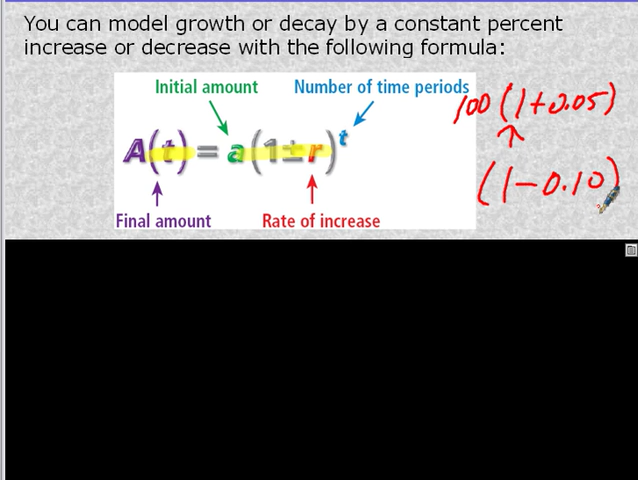 You can model growth or decay by a constant percent
increase or decrease with the following formula:
Initial amount
Number of time periods
100 (1+0.05)
A(t) = a(1±r)^t
(1-0.10)
Final amount
Rate of increase